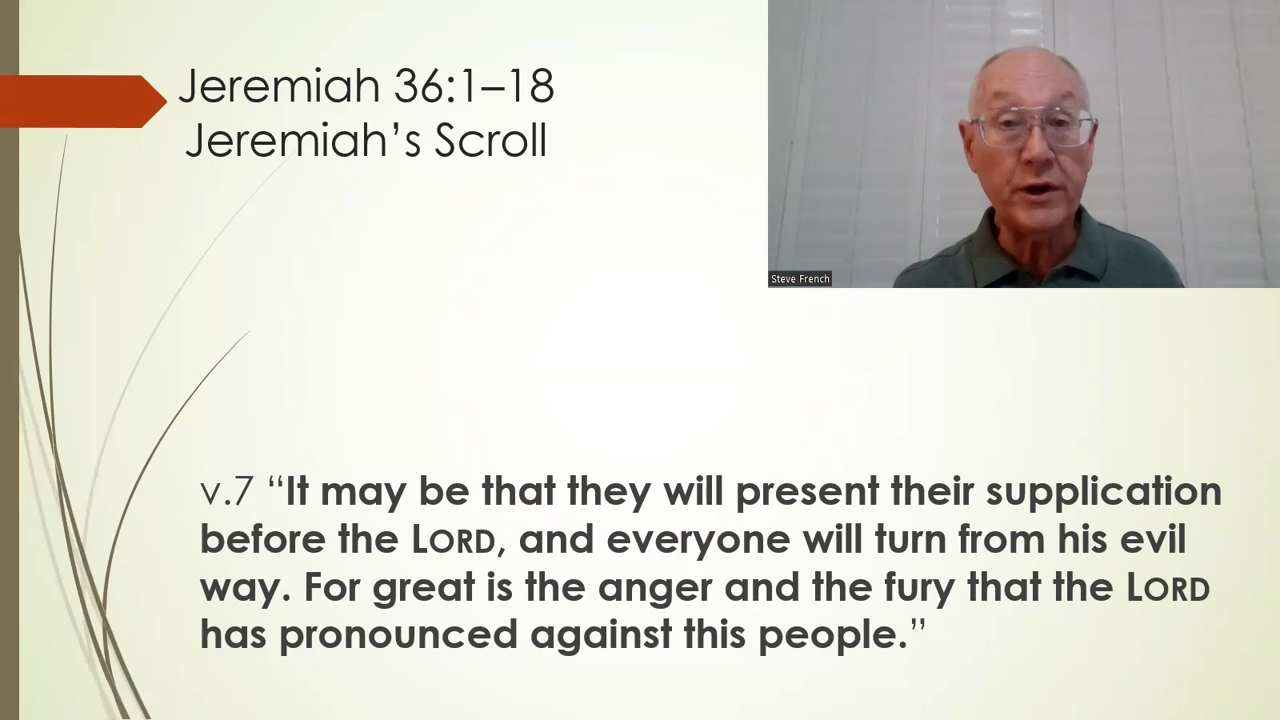 Jeremiah 36:1–18
Jeremiah’s Scroll
Steve French
v.7 “It may be that they will present their supplication
before the LORD, and everyone will turn from his evil
way. For great is the anger and the fury that the LORD
has pronounced against this people.”